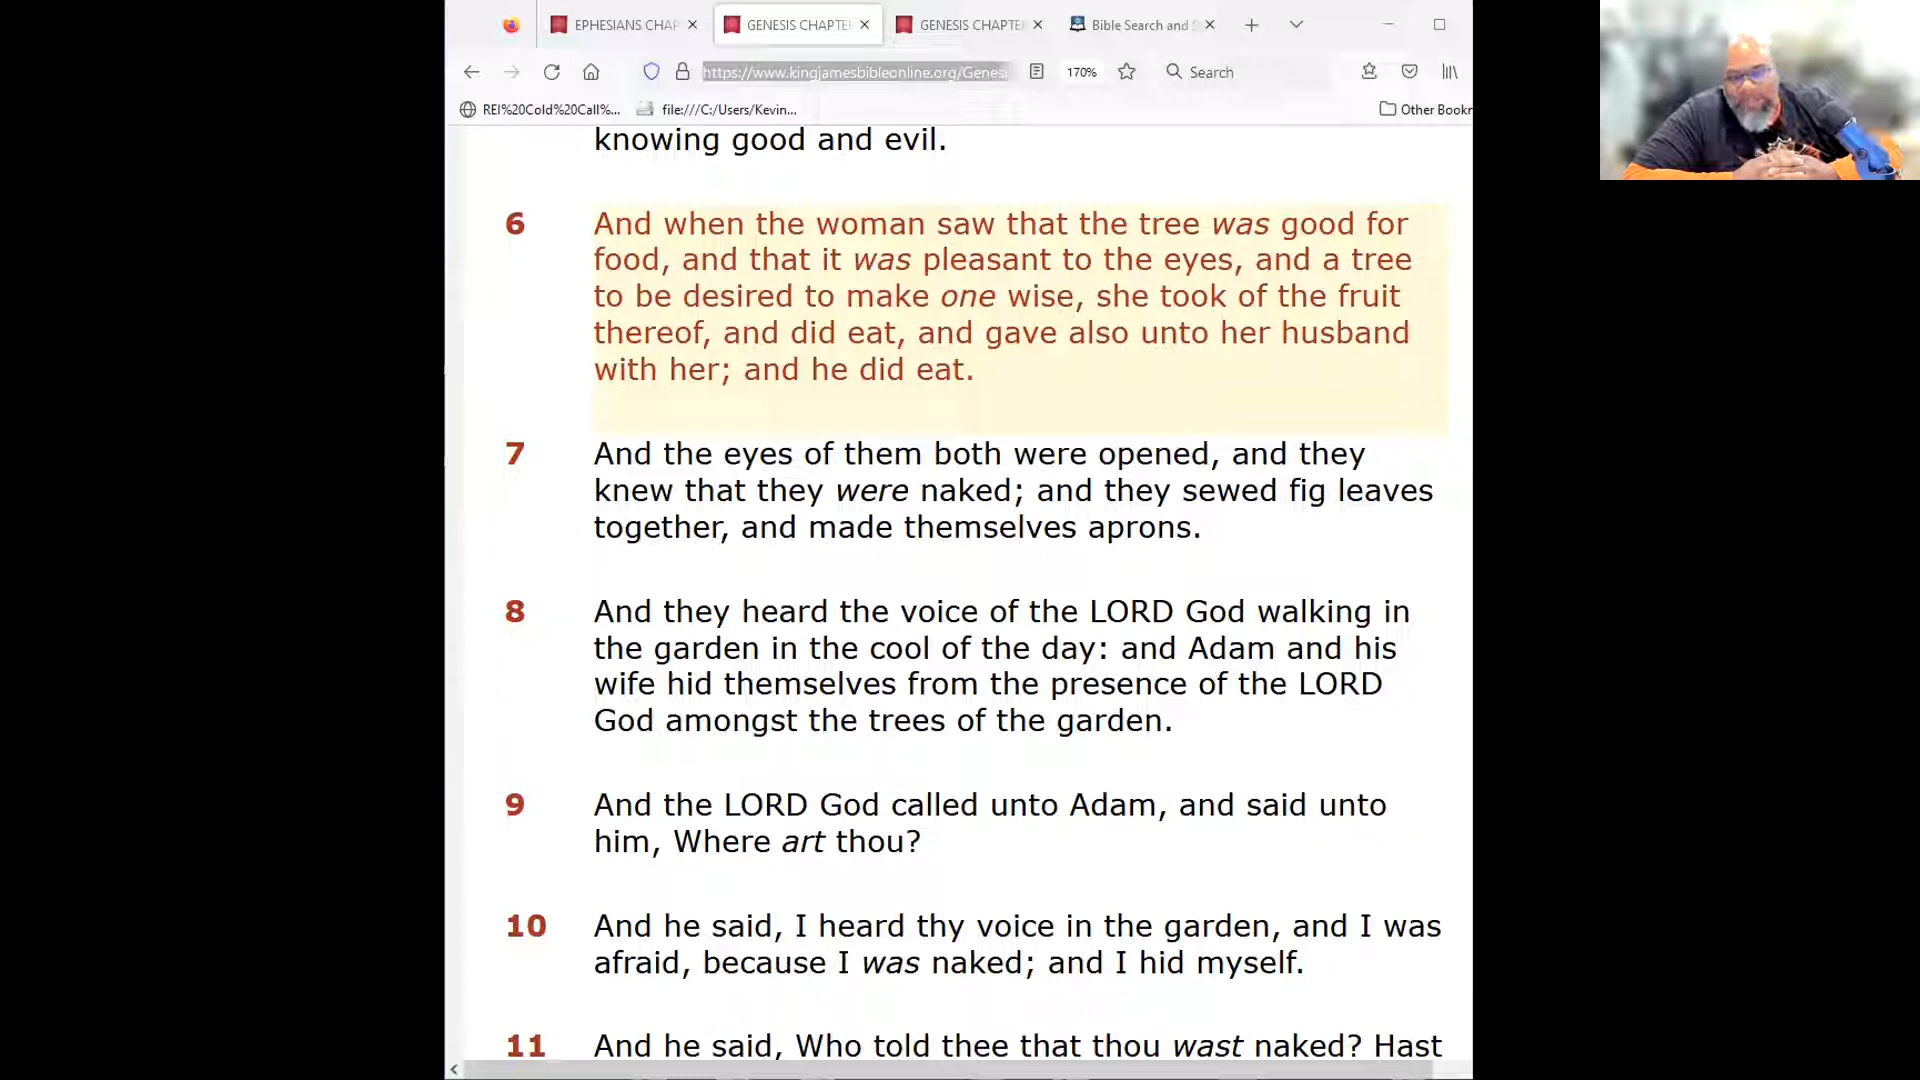 EPHESIANS CHAP
GENESIS CHAPTE
GENESIS CHAPTE
Bible Search and S
https://www.kingjamesbibleonline.org/Genesi
170%
Search
REI%20Cold%20Call%...
file:///C:/Users/Kevin...
Other Bookr
knowing good and evil.
6 And when the woman saw that the tree was good for
food, and that it was pleasant to the eyes, and a tree
to be desired to make one wise, she took of the fruit
thereof, and did eat, and gave also unto her husband
with her; and he did eat.
7 And the eyes of them both were opened, and they
knew that they were naked; and they sewed fig leaves
together, and made themselves aprons.
8 And they heard the voice of the LORD God walking in
the garden in the cool of the day: and Adam and his
wife hid themselves from the presence of the LORD
God amongst the trees of the garden.
9 And the LORD God called unto Adam, and said unto
him, Where art thou?
10 And he said, I heard thy voice in the garden, and I was
afraid, because I was naked; and I hid myself.
11 And he said, Who told thee that thou wast naked? Hast